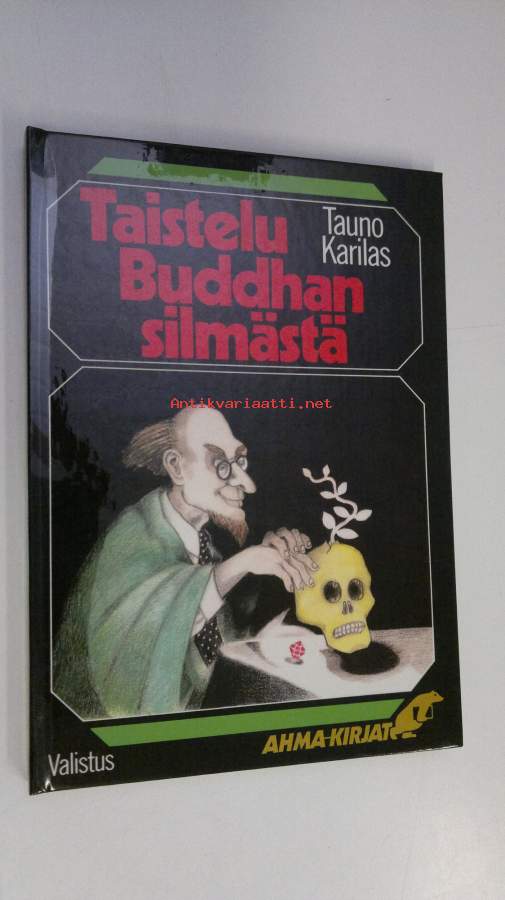 Taistelu
Buddhan
silmästä
Tauno
Karilas
Antikvariaatti.net
AHMA-KIRJAT
Valistus